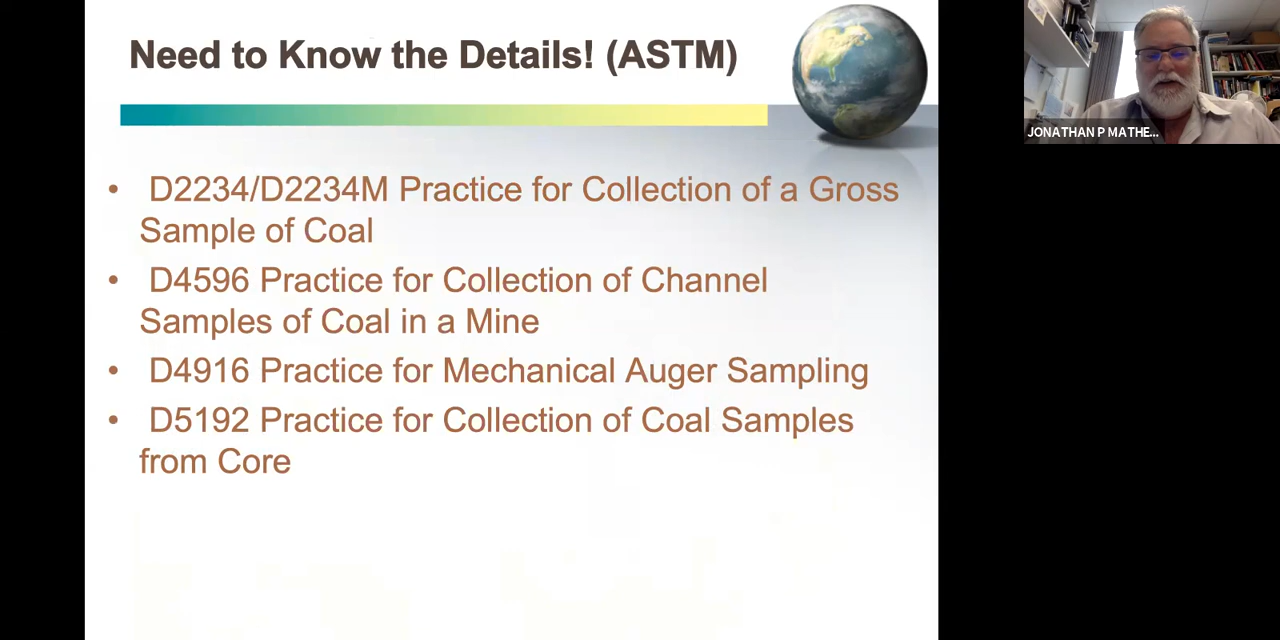 Need to Know the Details! (ASTM)
JONATHAN P MATHE...
• D2234/D2234M Practice for Collection of a Gross
Sample of Coal
• D4596 Practice for Collection of Channel
Samples of Coal in a Mine
• D4916 Practice for Mechanical Auger Sampling
• D5192 Practice for Collection of Coal Samples
from Core